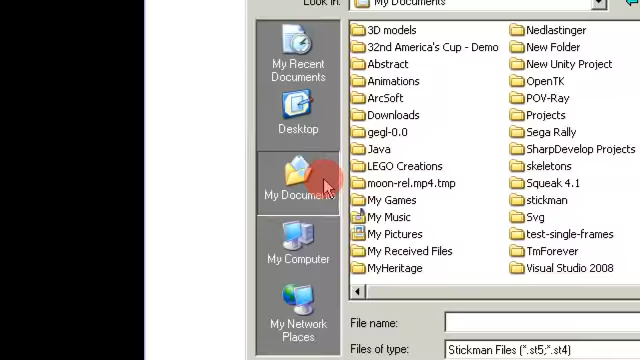 Look in:
My Documents
My Recent
Documents
Desktop
My Documents
My Computer
My Network
Places
3D models
32nd America's Cup - Demo
Abstract
Animations
ArcSoft
Downloads
gegl-0.0
Java
LEGO Creations
moon-rel.mp4.tmp
My Games
My Music
My Pictures
My Received Files
MyHeritage
Nedlastinger
New Folder
New Unity Project
OpenTK
POV-Ray
Projects
Sega Rally
SharpDevelop Projects
skeletons
Squeak 4.1
stickman
Svg
test-single-frames
TmForever
Visual Studio 2008
File name:
Files of type:
Stickman Files (*.st5;*.st4)